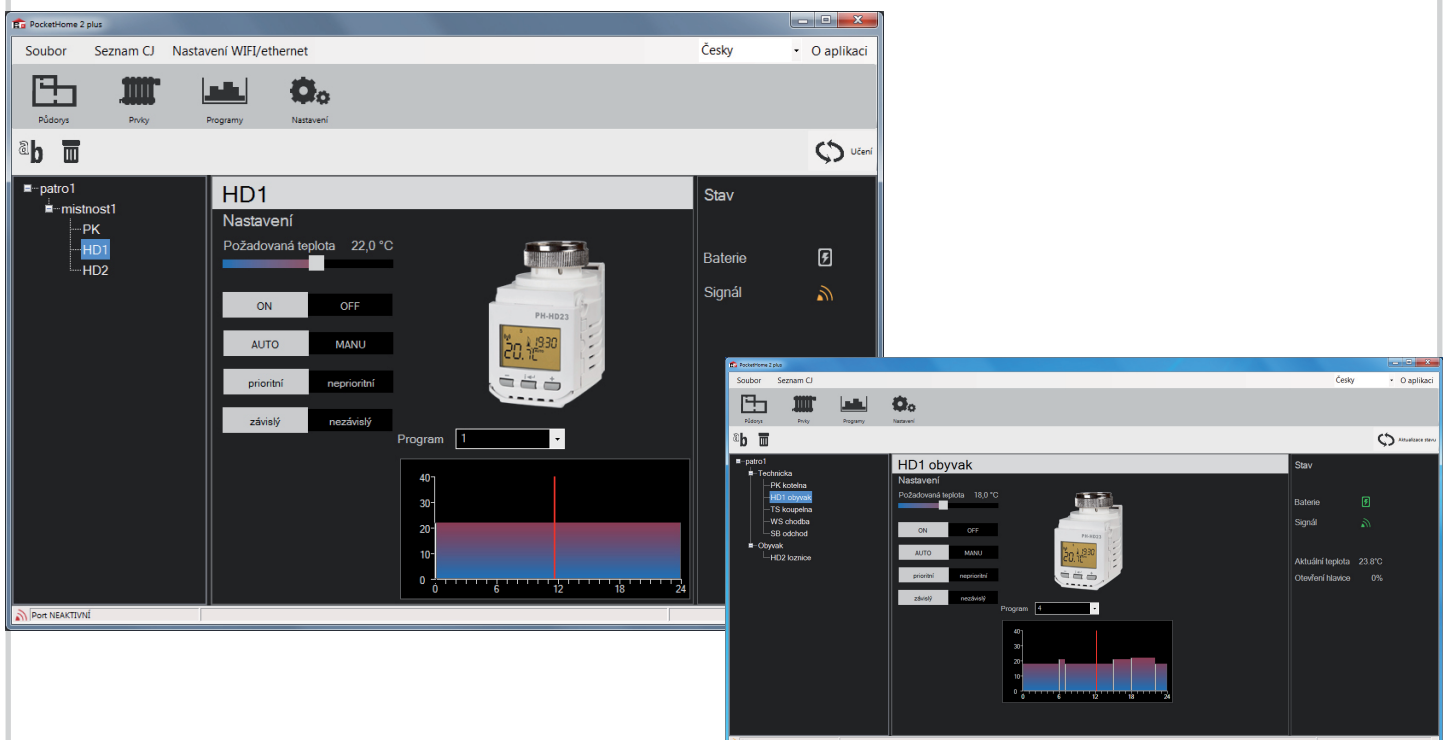 PocketHome 2 plus
Soubor Seznam CJ Nastavení WIFI/ethernet Česky O aplikaci
Půdorys Prvky Programy Nastavení
ab Učení
patro1
mistnost1
PK
HD1
HD2
HD1
Nastavení
Požadovaná teplota 22,0 °C
ON OFF
AUTO MANU
prioritní neprioritní
závislý nezávislý
PH-HD23
Program 1
40
30
20
10
0
0 6 12 18 24
Stav
Baterie
Signál
Port NEAKTIVNÍ
PocketHome 2 plus
Soubor Seznam CJ Česky O aplikaci
Půdorys Prvky Programy Nastavení
ab Aktualizace stavu
patro1
Technicka
PK kotelna
HD1 obyvak
TS koupelna
WS chodba
SB odchod
Obyvak
HD2 loznice
HD1 obyvak
Nastavení
Požadovaná teplota 18,0 °C
ON OFF
AUTO MANU
prioritní neprioritní
závislý nezávislý
PH-HD23
Program 4
40
30
20
10
0
0 6 12 18 24
Stav
Baterie
Signál
Aktuální teplota 23.8°C
Otevření hlavice 0%